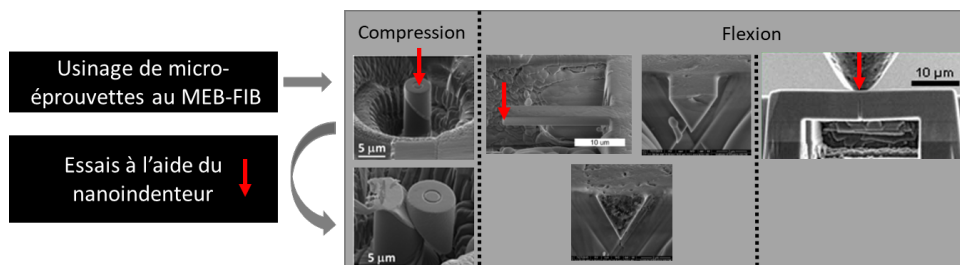 Usinage de micro-
éprouvettes au MEB-FIB
Essais à l'aide du
nanoindenteur
Compression
Flexion
5 µm
5 µm
10 µm
10 µm